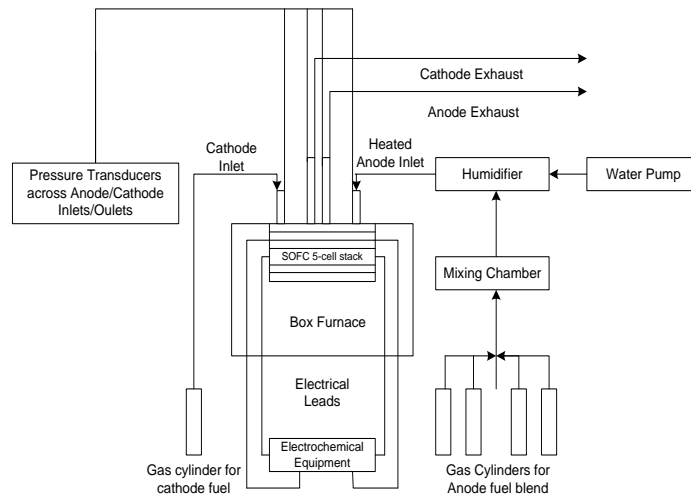 Cathode Exhaust
Anode Exhaust
Cathode
Inlet
Heated
Anode Inlet
Pressure Transducers
across Anode/Cathode
Inlets/Oulets
Humidifier
Water Pump
SOFC 5-cell stack
Mixing Chamber
Box Furnace
Electrical
Leads
Electrochemical
Equipment
Gas cylinder for
cathode fuel
Gas Cylinders for
Anode fuel blend